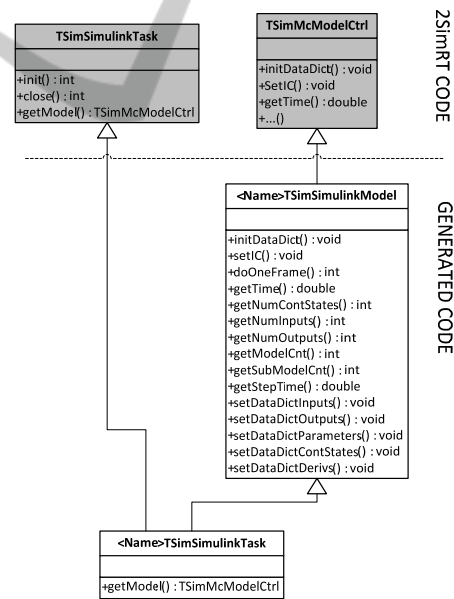 TSimSimulinkTask
+init() : int
+close() : int
+getModel() : TSimMcModelCtrl
TSimMcModelCtrl
+initDataDict() : void
+SetIC() : void
+getTime() : double
+...()
2SimRT CODE
<Name>TSimSimulinkModel
+initDataDict() : void
+setIC() : void
+doOneFrame() : int
+getTime() : double
+getNumContStates() : int
+getNumInputs() : int
+getNumOutputs() : int
+getModelCnt() : int
+getSubModelCnt() : int
+getStepTime() : double
+setDataDictInputs() : void
+setDataDictOutputs() : void
+setDataDictParameters() : void
+setDataDictContStates() : void
+setDataDictDerivs() : void
GENERATED CODE
<Name>TSimSimulinkTask
+getModel() : TSimMcModelCtrl